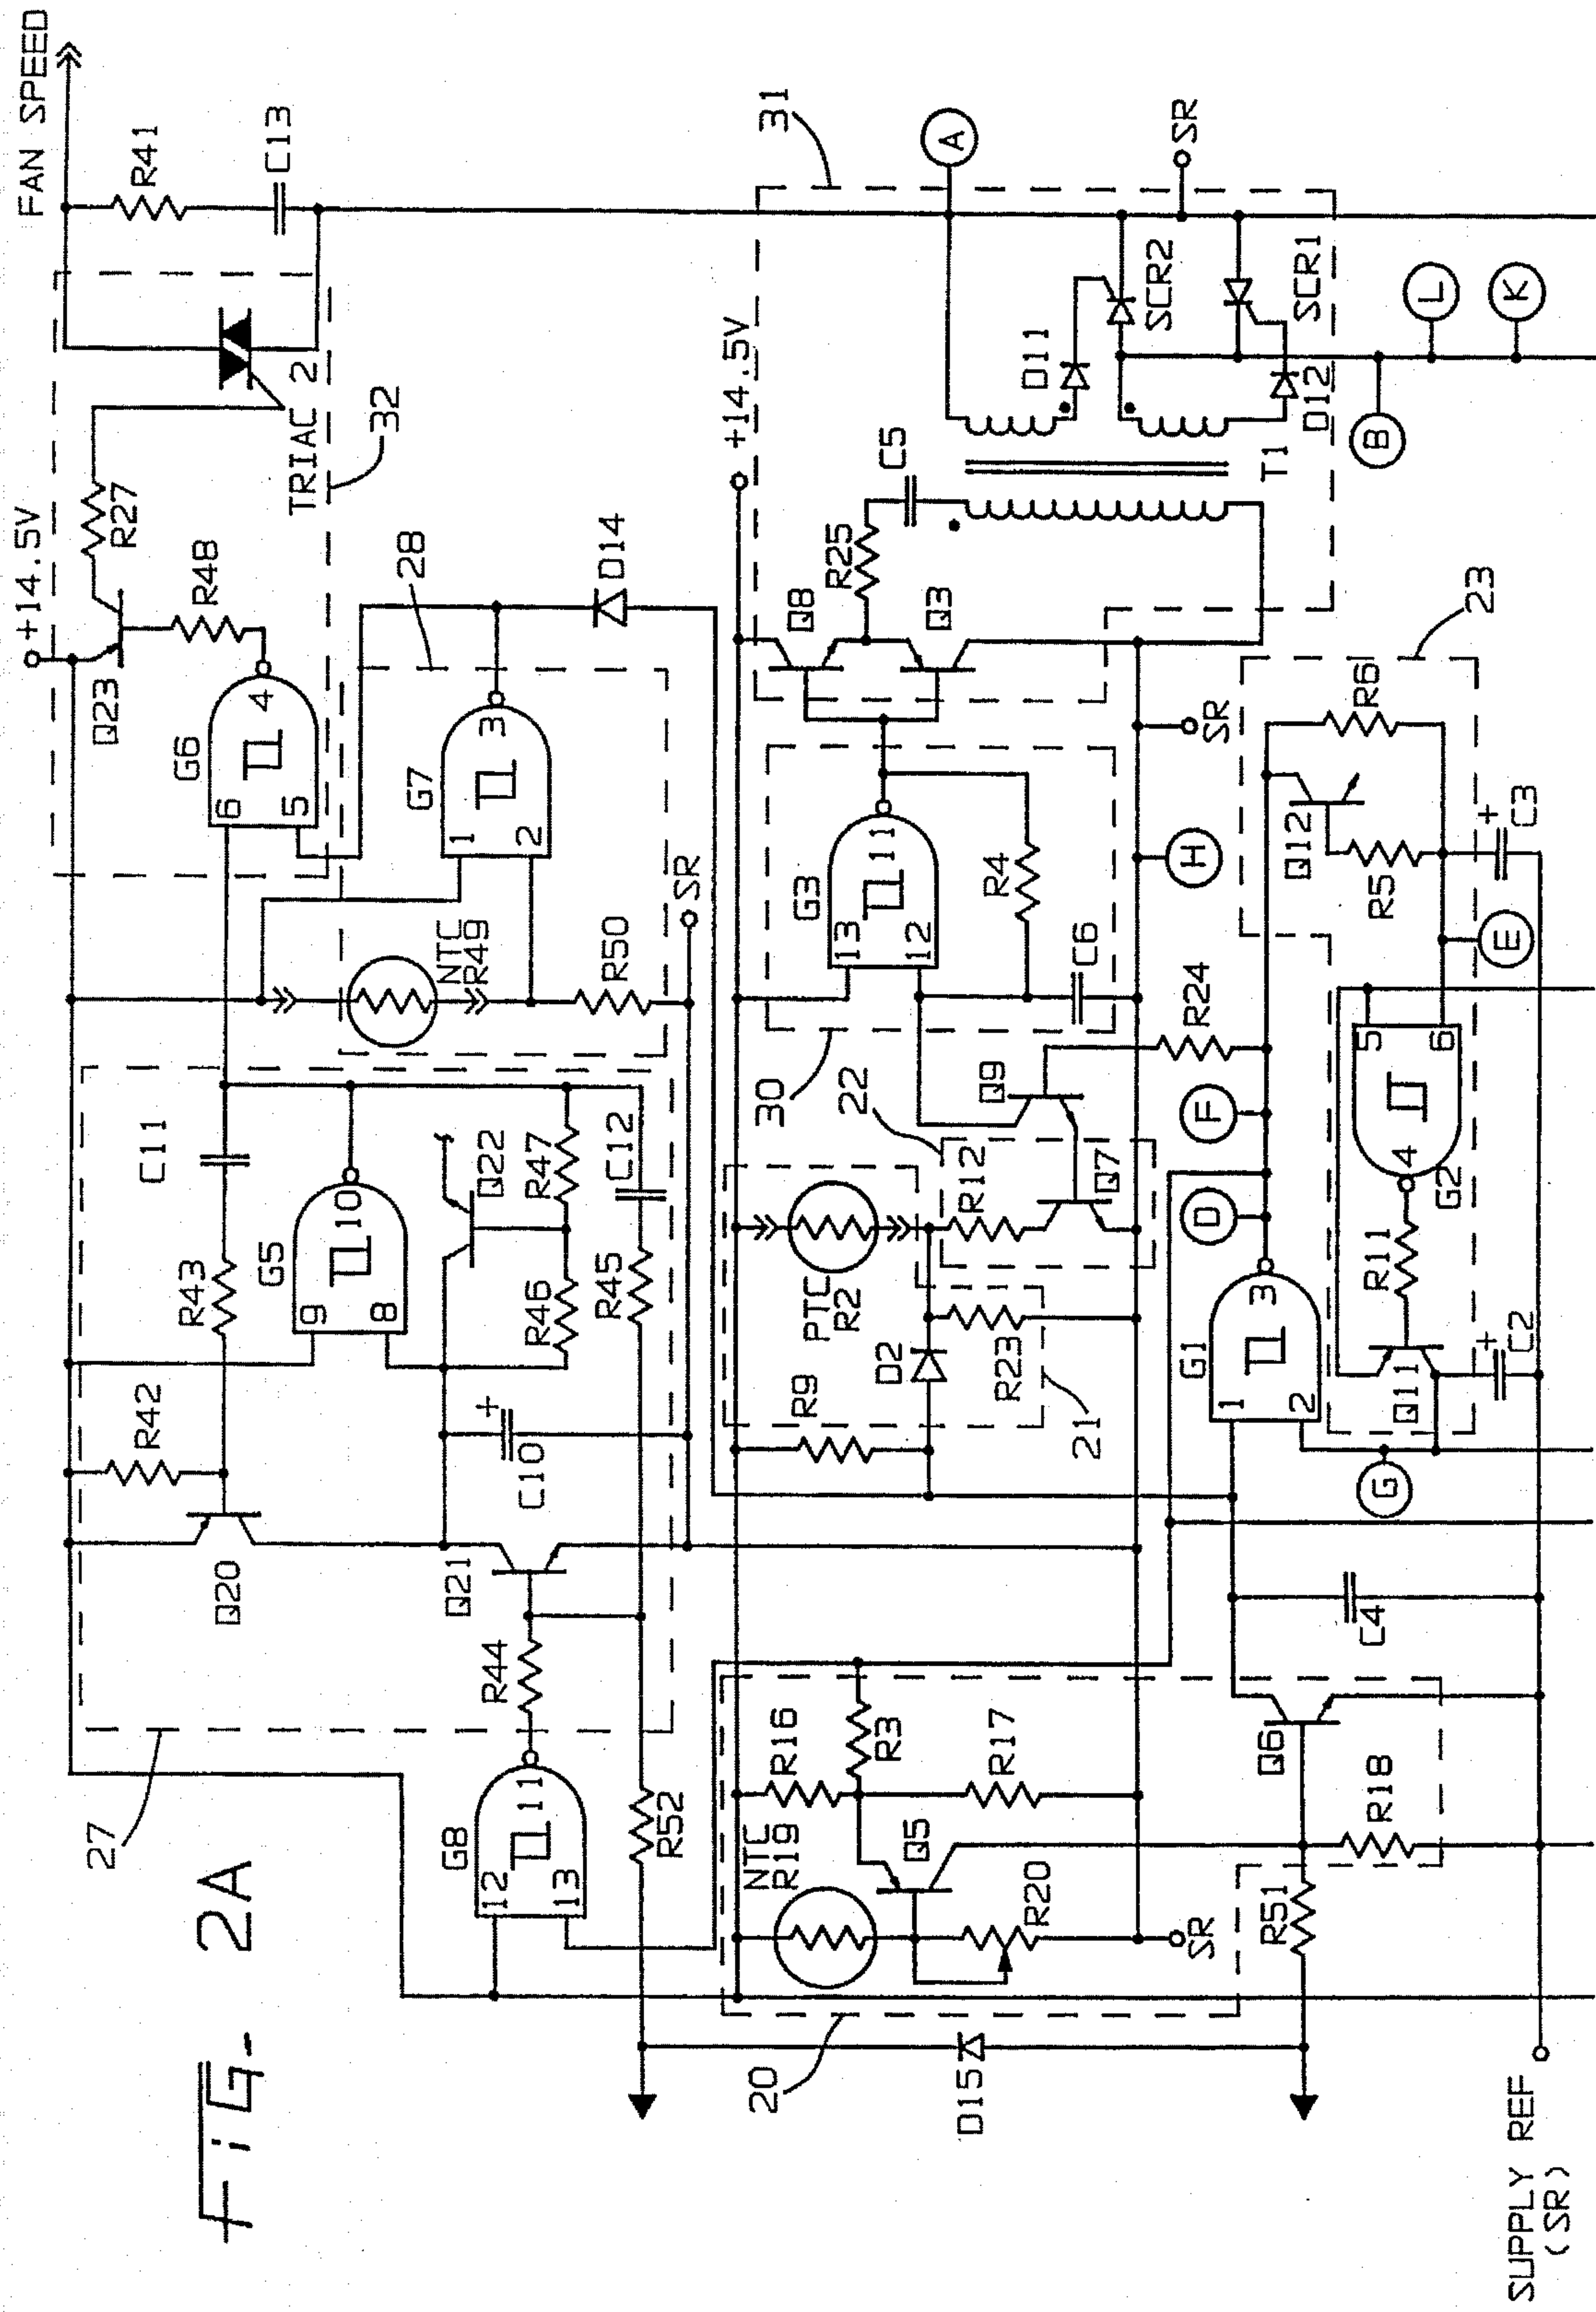 FiG- 2A
27
+14.5V
FAN SPEED
Q20
R42
R43
C11
G5
9
8
10
Q22
R46
R47
C12
R45
C10
+
Q21
R44
G8
12
13
11
R52
G6
6
5
4
Q23
R48
R27
TRIAC 2
32
R41
C13
28
G7
1
2
3
NTC
R49
R50
SR
D14
20
D15
NTC
R19
R20
Q5
R16
R3
R17
SR
R51
R18
Q6
C4
R9
D2
R23
21
PTC
R2
R12
22
Q7
Q9
R24
30
G3
13
12
11
R4
C6
H
SR
Q8
Q3
R25
C5
T1
+14.5V
31
A
D11
SCR2
SR
SCR1
D12
B
L
K
G1
1
2
3
D
F
G
Q11
R11
G2
4
5
6
+
C2
E
+
C3
Q12
R5
R6
23
SUPPLY REF
(SR)